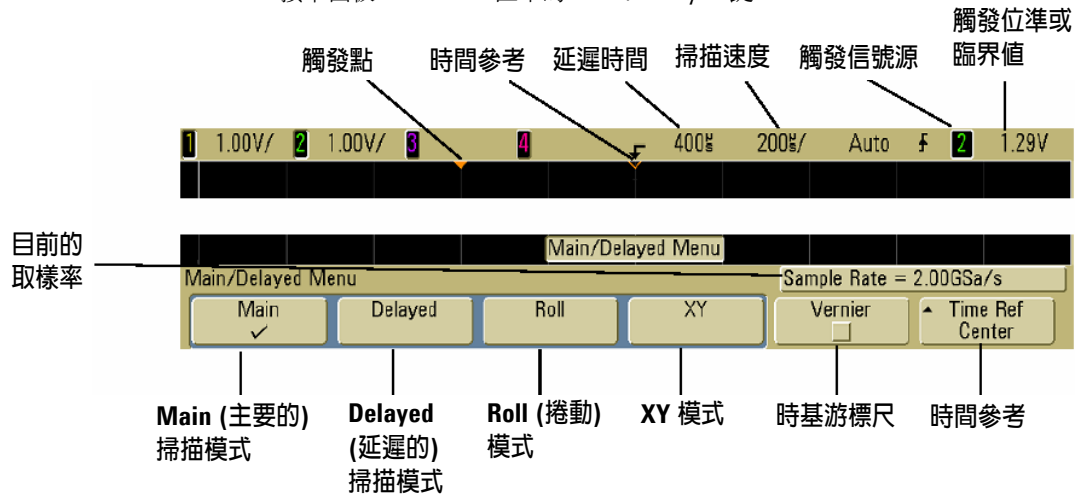 觸發點
時間參考
延遲時間
掃描速度
觸發信號源
觸發位準或
臨界值
1 1.00V/ 2 1.00V/ 3 4 400 200 / Auto 2 1.29V
目前的
取樣率
Main/Delayed Menu
Main/Delayed Menu
Sample Rate = 2.00GSa/s
Main
Delayed
Roll
XY
Vernier
Time Ref
Center
Main (主要的)
掃描模式
Delayed
(延遲的)
掃描模式
Roll (捲動)
模式
XY 模式
時基游標尺
時間參考